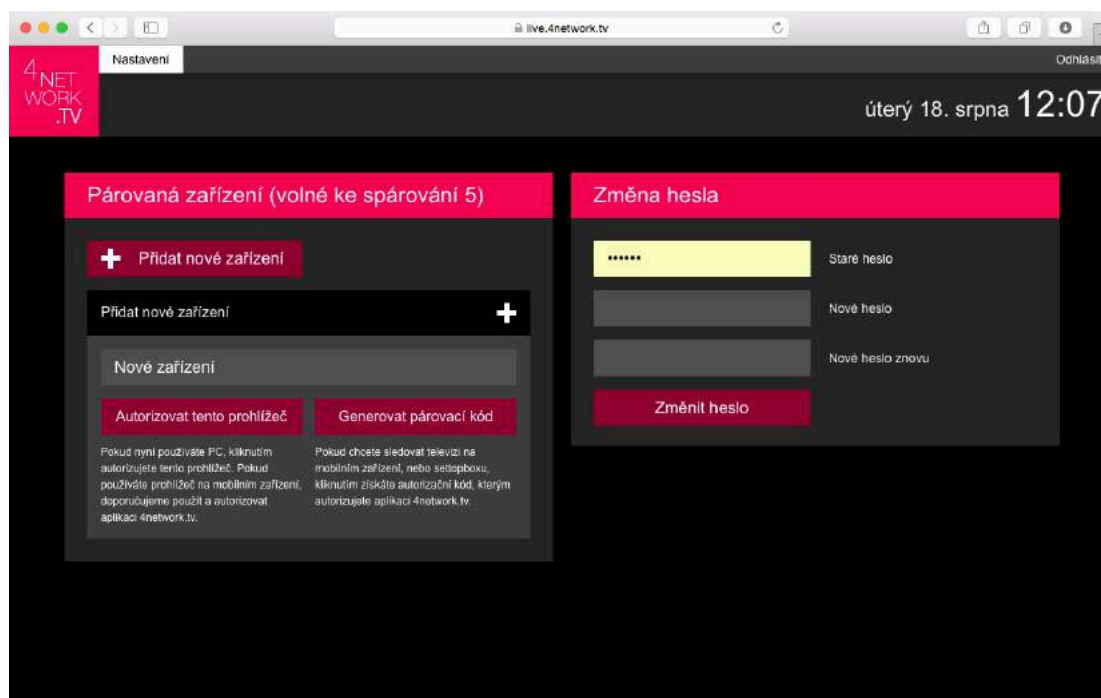 live.4network.tv
4
NET
WORK
.TV
Nastavení
Odhlásit
úterý 18. srpna 12:07
Párovaná zařízení (volné ke spárování 5)
Přidat nové zařízení
Přidat nové zařízení
Nové zařízení
Autorizovat tento prohlížeč
Generovat párovací kód
Pokud nyní používáte PC, kliknutím
autorizujete tento prohlížeč. Pokud
používáte prohlížeč na mobilním zařízení,
doporučujeme použít a autorizovat
aplikaci 4network.tv.
Pokud chcete sledovat televizi na
mobilním zařízení, nebo settopboxu,
kliknutím získáte autorizační kód, kterým
autorizujete aplikaci 4network.tv.
Změna hesla
••••••
Staré heslo
Nové heslo
Nové heslo znovu
Změnit heslo